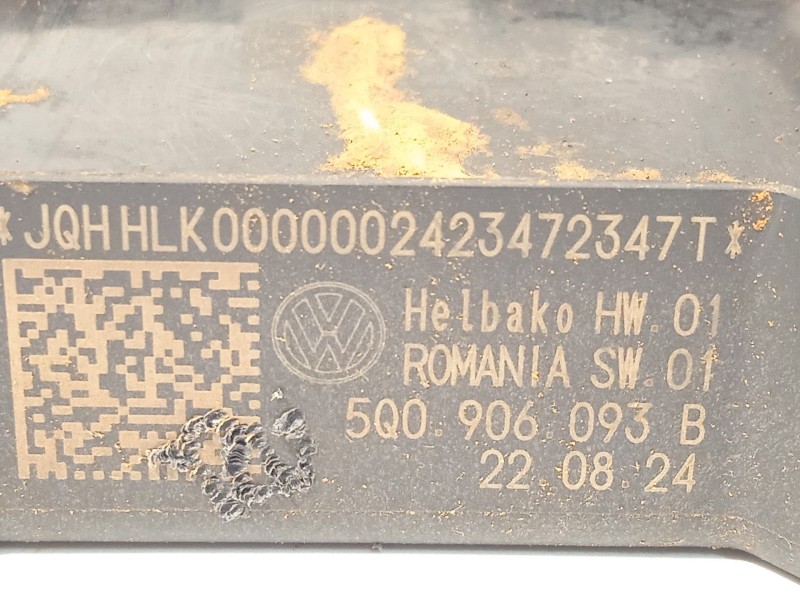 *JQH HLK0000002423472347T*
Helbako HW.01
ROMANIA SW.01
5Q0.906.093 B
22.08.24